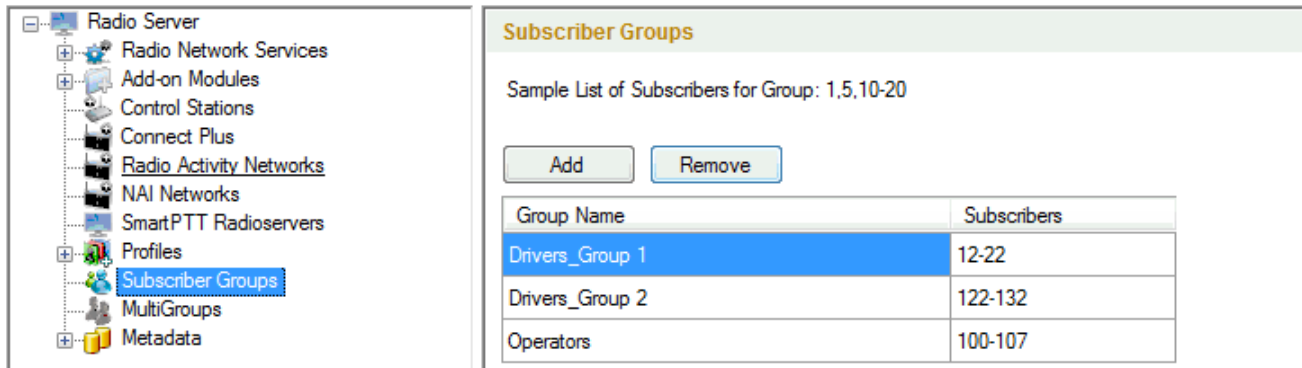 Radio Server
Radio Network Services
Add-on Modules
Control Stations
Connect Plus
Radio Activity Networks
NAI Networks
SmartPTT Radioservers
Profiles
Subscriber Groups
MultiGroups
Metadata
Subscriber Groups
Sample List of Subscribers for Group: 1,5,10-20
Add Remove
Group Name Subscribers
Drivers_Group 1 12-22
Drivers_Group 2 122-132
Operators 100-107